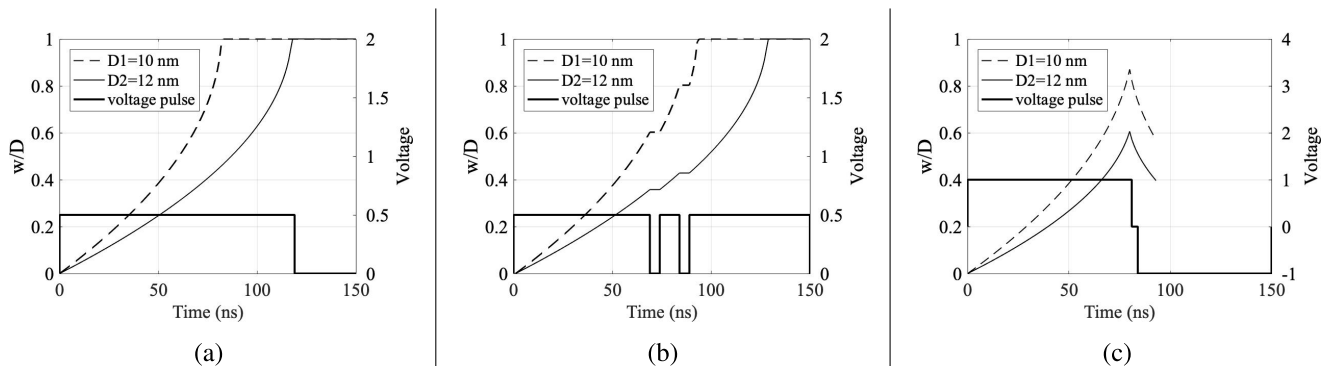 D1=10 nm
D2=12 nm
voltage pulse
1
0.8
0.6
0.4
0.2
0
w/D
2
1.5
1
0.5
0
Voltage
0
50
100
150
Time (ns)
(a)
D1=10 nm
D2=12 nm
voltage pulse
1
0.8
0.6
0.4
0.2
0
w/D
2
1.5
1
0.5
0
Voltage
0
50
100
150
Time (ns)
(b)
D1=10 nm
D2=12 nm
voltage pulse
1
0.8
0.6
0.4
0.2
0
w/D
4
3
2
1
0
-1
Voltage
0
50
100
150
Time (ns)
(c)